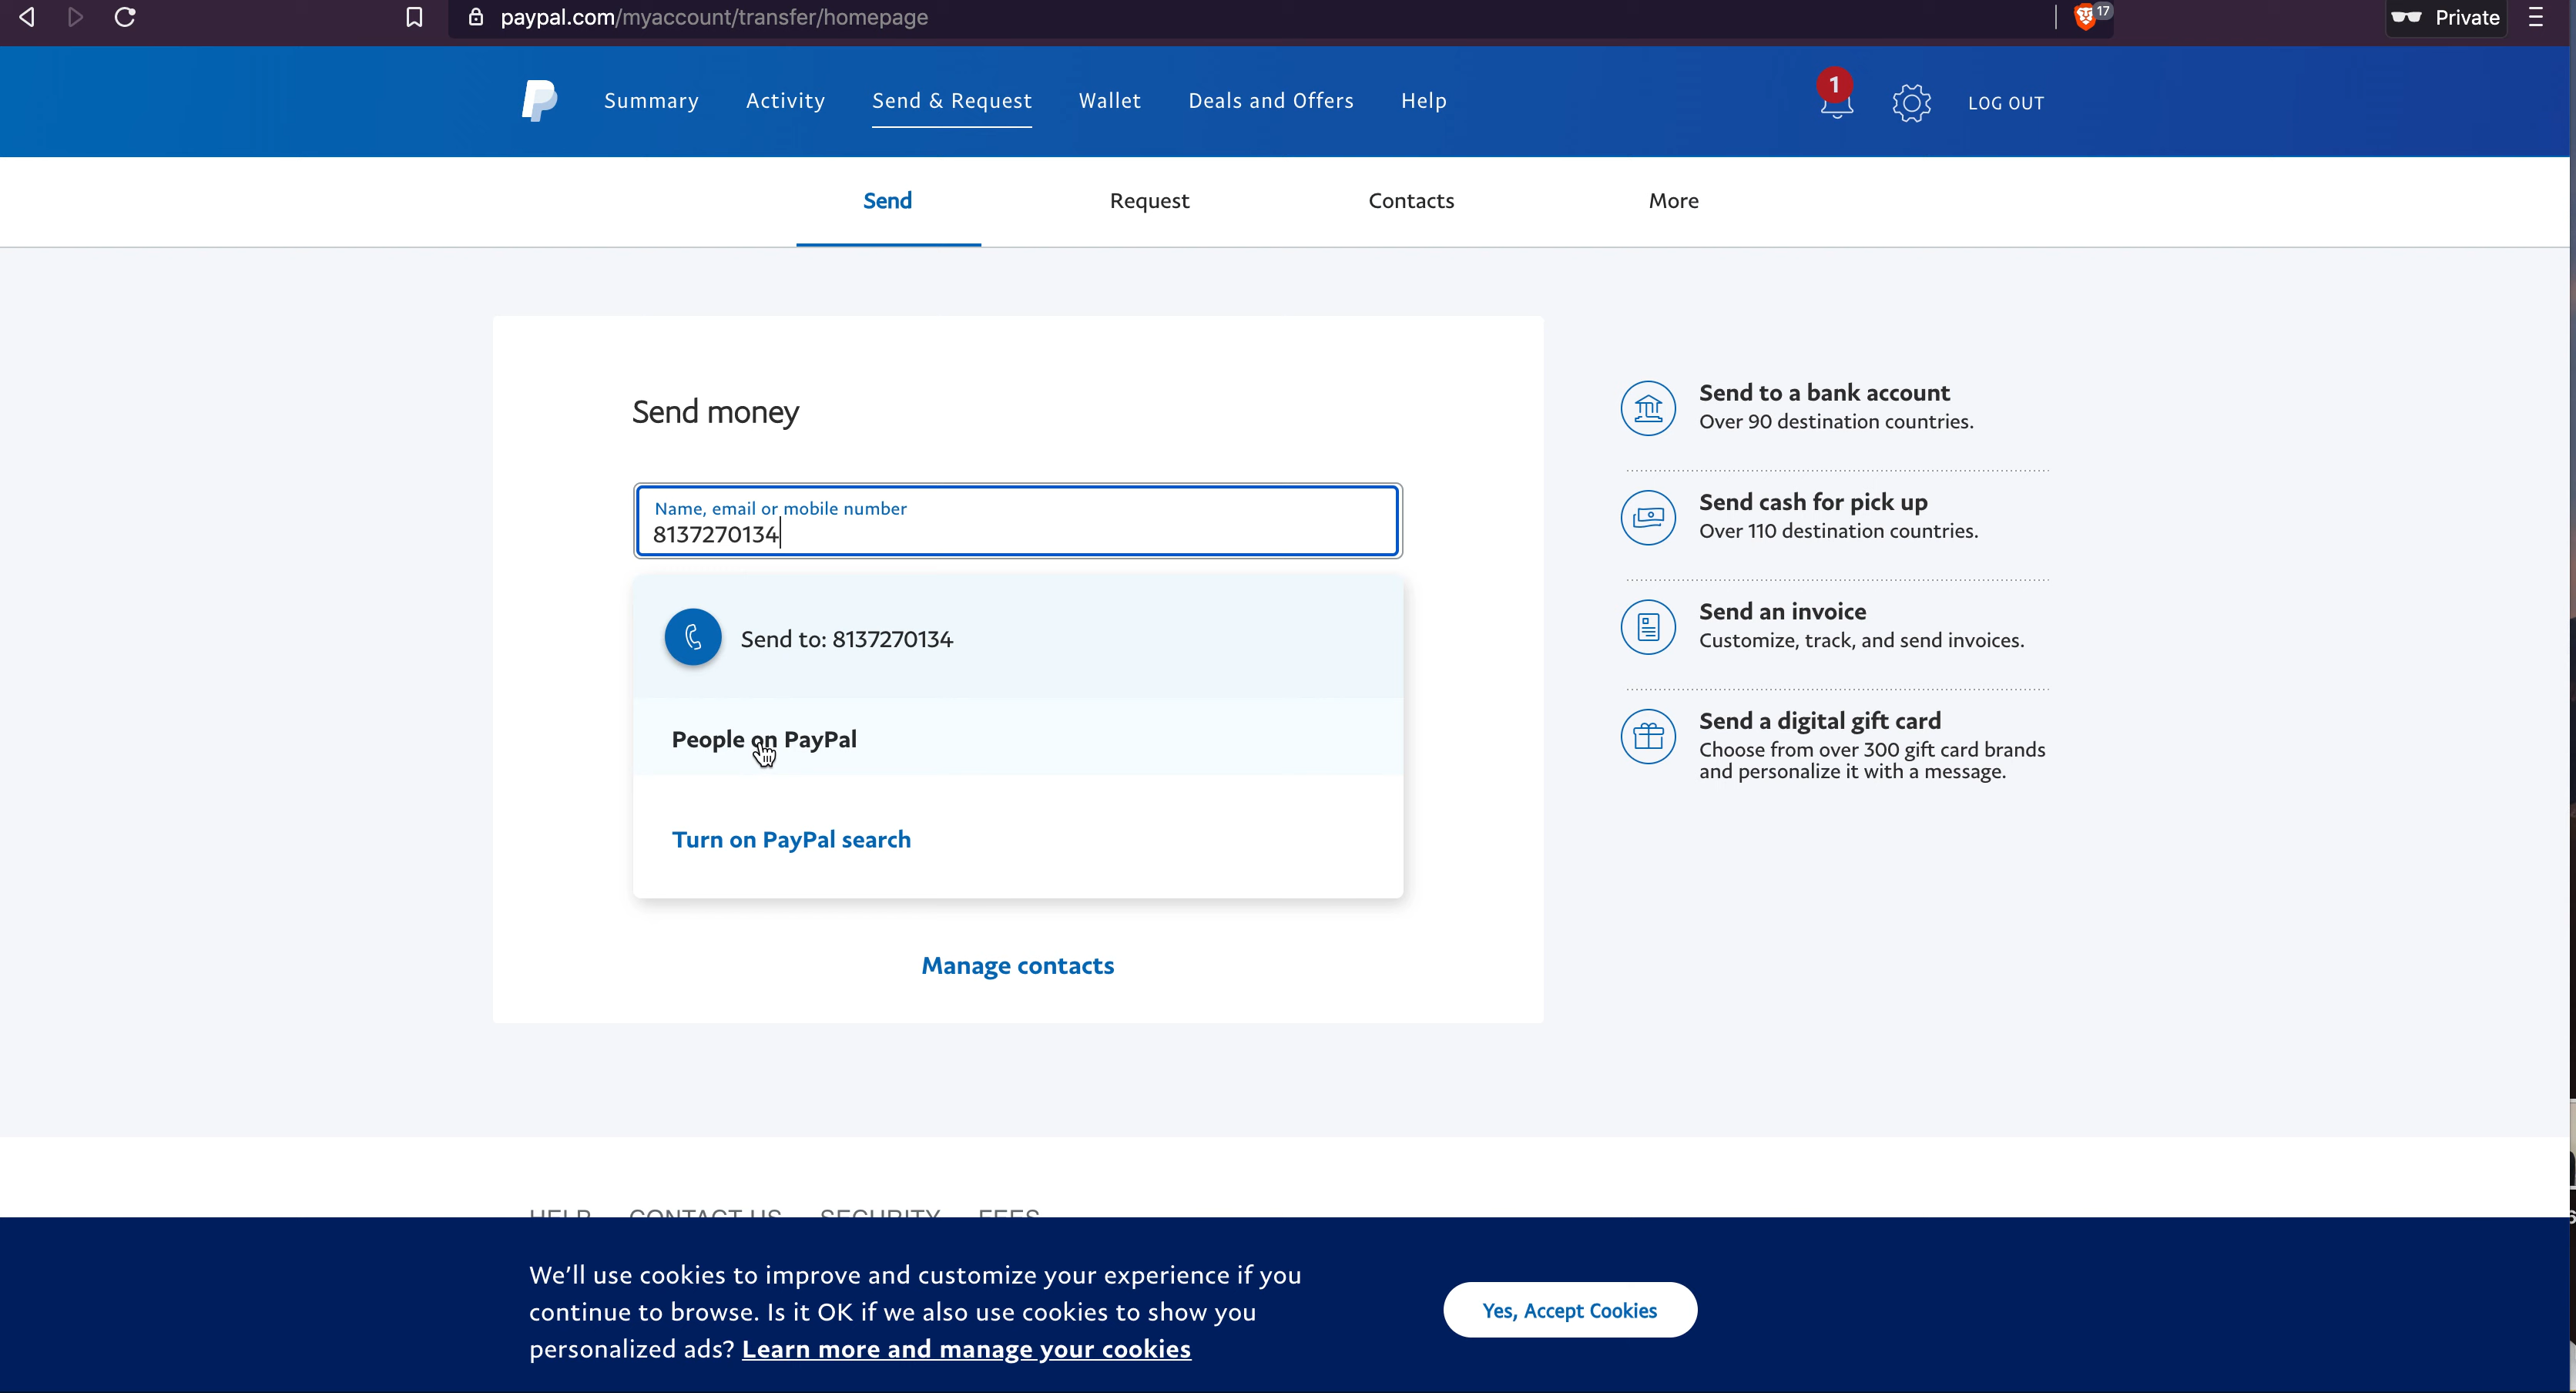 paypal.com/myaccount/transfer/homepage
17
Private
Summary
Activity
Send & Request
Wallet
Deals and Offers
Help
1
LOG OUT
Send
Request
Contacts
More
Send money
Name, email or mobile number
8137270134
Send to: 8137270134
People on PayPal
Turn on PayPal search
Manage contacts
Send to a bank account
Over 90 destination countries.
Send cash for pick up
Over 110 destination countries.
Send an invoice
Customize, track, and send invoices.
Send a digital gift card
Choose from over 300 gift card brands
and personalize it with a message.
HELP
CONTACT US
SECURITY
FEES
We'll use cookies to improve and customize your experience if you
continue to browse. Is it OK if we also use cookies to show you
personalized ads? Learn more and manage your cookies
Yes, Accept Cookies